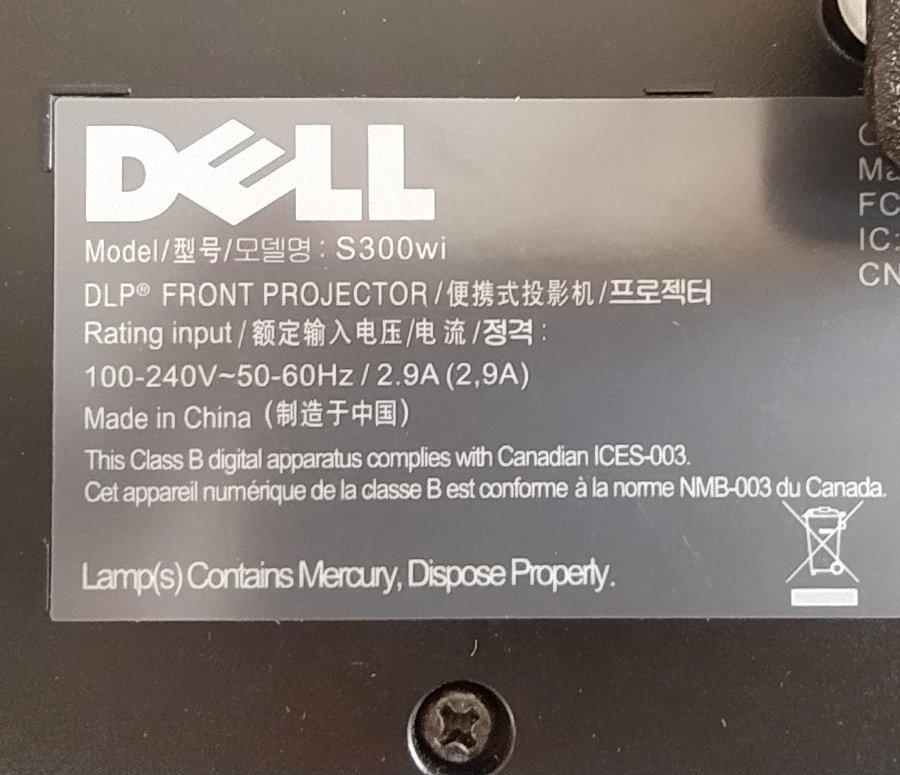 DELL
Model/型号/모델명 : S300wi
DLP® FRONT PROJECTOR/便携式投影机/프로젝터
Rating input/额定输入电压/电流/정격 :
100-240V~50-60Hz / 2.9A (2,9A)
Made in China (制造于中国)
This Class B digital apparatus complies with Canadian ICES-003.
Cet appareil numérique de la classe B est conforme à la norme NMB-003 du Canada.
Lamp(s) Contains Mercury, Dispose Properly.
FC
IC:
CN